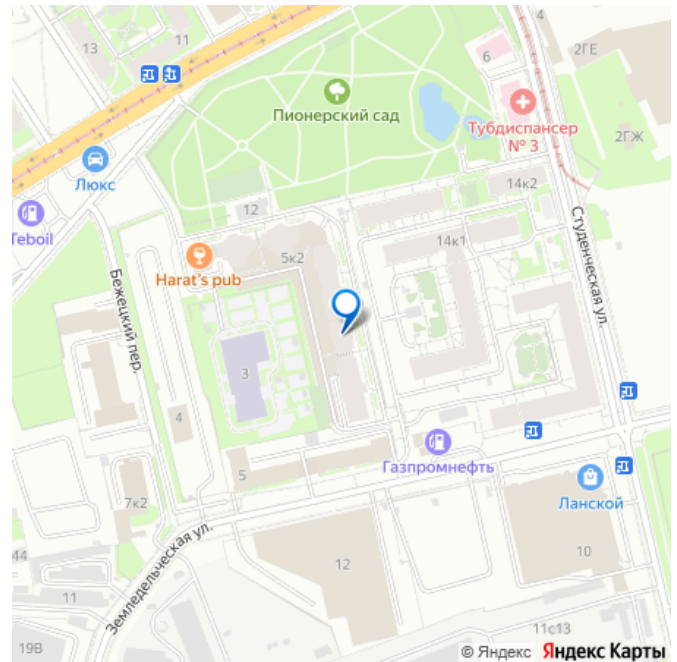 4
13
11
2ГЕ
6
Пионерский сад
Тубдиспансер
№ 3
2ГЖ
Люкс
14к2
12
Teboil
14к1
5к2
Harat's pub
Студенческая ул.
Бежецкий пер.
3
4
Газпромнефть
5
Ланской
7к2
Земледельческая ул.
44
12
10
11
11с13
19В
© Яндекс Яндекс Карты